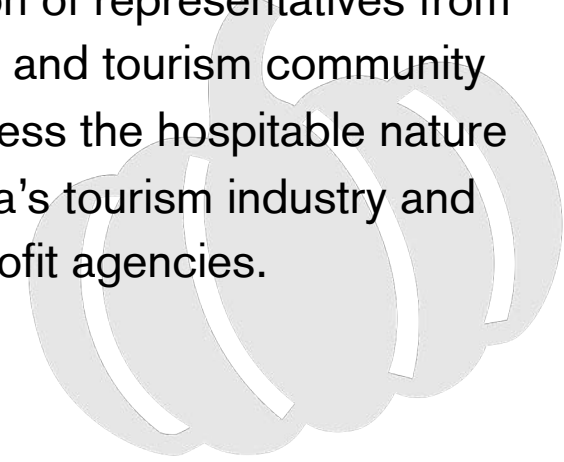 on of representatives from
and tourism community
ess the hospitable nature
a’s tourism industry and
ofit agencies.